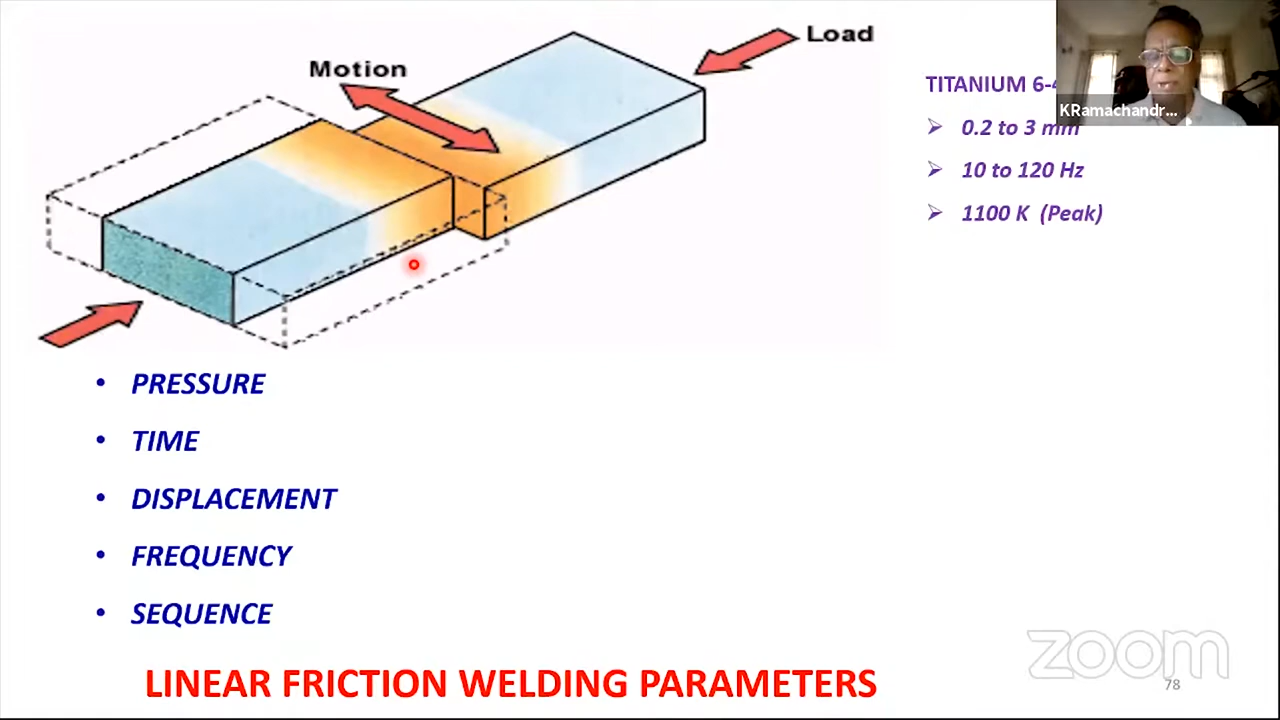 Load
Motion
TITANIUM 6-
KRamachandr...
0.2 to 3 mm
10 to 120 Hz
1100 K (Peak)
PRESSURE
TIME
DISPLACEMENT
FREQUENCY
SEQUENCE
LINEAR FRICTION WELDING PARAMETERS
zoom
78